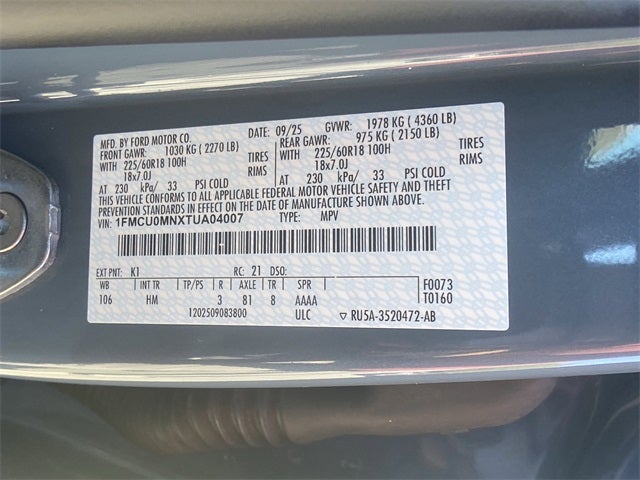 MFD. BY FORD MOTOR CO. DATE: 09/25 GVWR: 1978 KG ( 4360 LB)
FRONT GAWR: 1030 KG ( 2270 LB) REAR GAWR: 975 KG ( 2150 LB)
WITH 225/60R18 100H TIRES WITH 225/60R18 100H TIRES
18x7.0J RIMS 18x7.0J RIMS
AT 230 kPa/ 33 PSI COLD AT 230 kPa/ 33 PSI COLD
THIS VEHICLE CONFORMS TO ALL APPLICABLE FEDERAL MOTOR VEHICLE SAFETY AND THEFT
PREVENTION STANDARDS IN EFFECT ON THE DATE OF MANUFACTURE SHOWN ABOVE.
VIN: 1FMCU0MNXTUA04007 TYPE: MPV
EXT PNT: K1 RC: 21 DSO: F0073
WB INT TR TP/PS R AXLE TR SPR T0160
106 HM 3 81 8 AAAA
1202509083800 ULC ▽ RU5A-3520472-AB